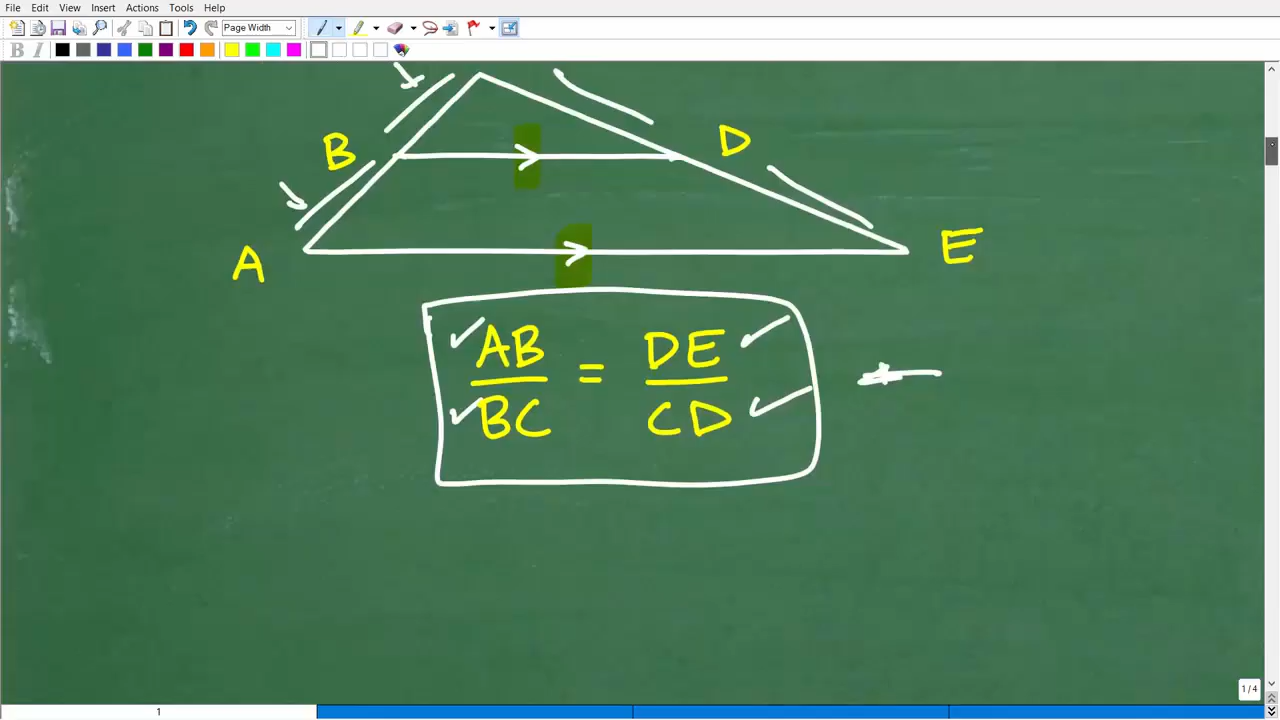 File Edit View Insert Actions Tools Help
Page Width
B I
B D
A E
AB = DE
BC CD
1/4
1